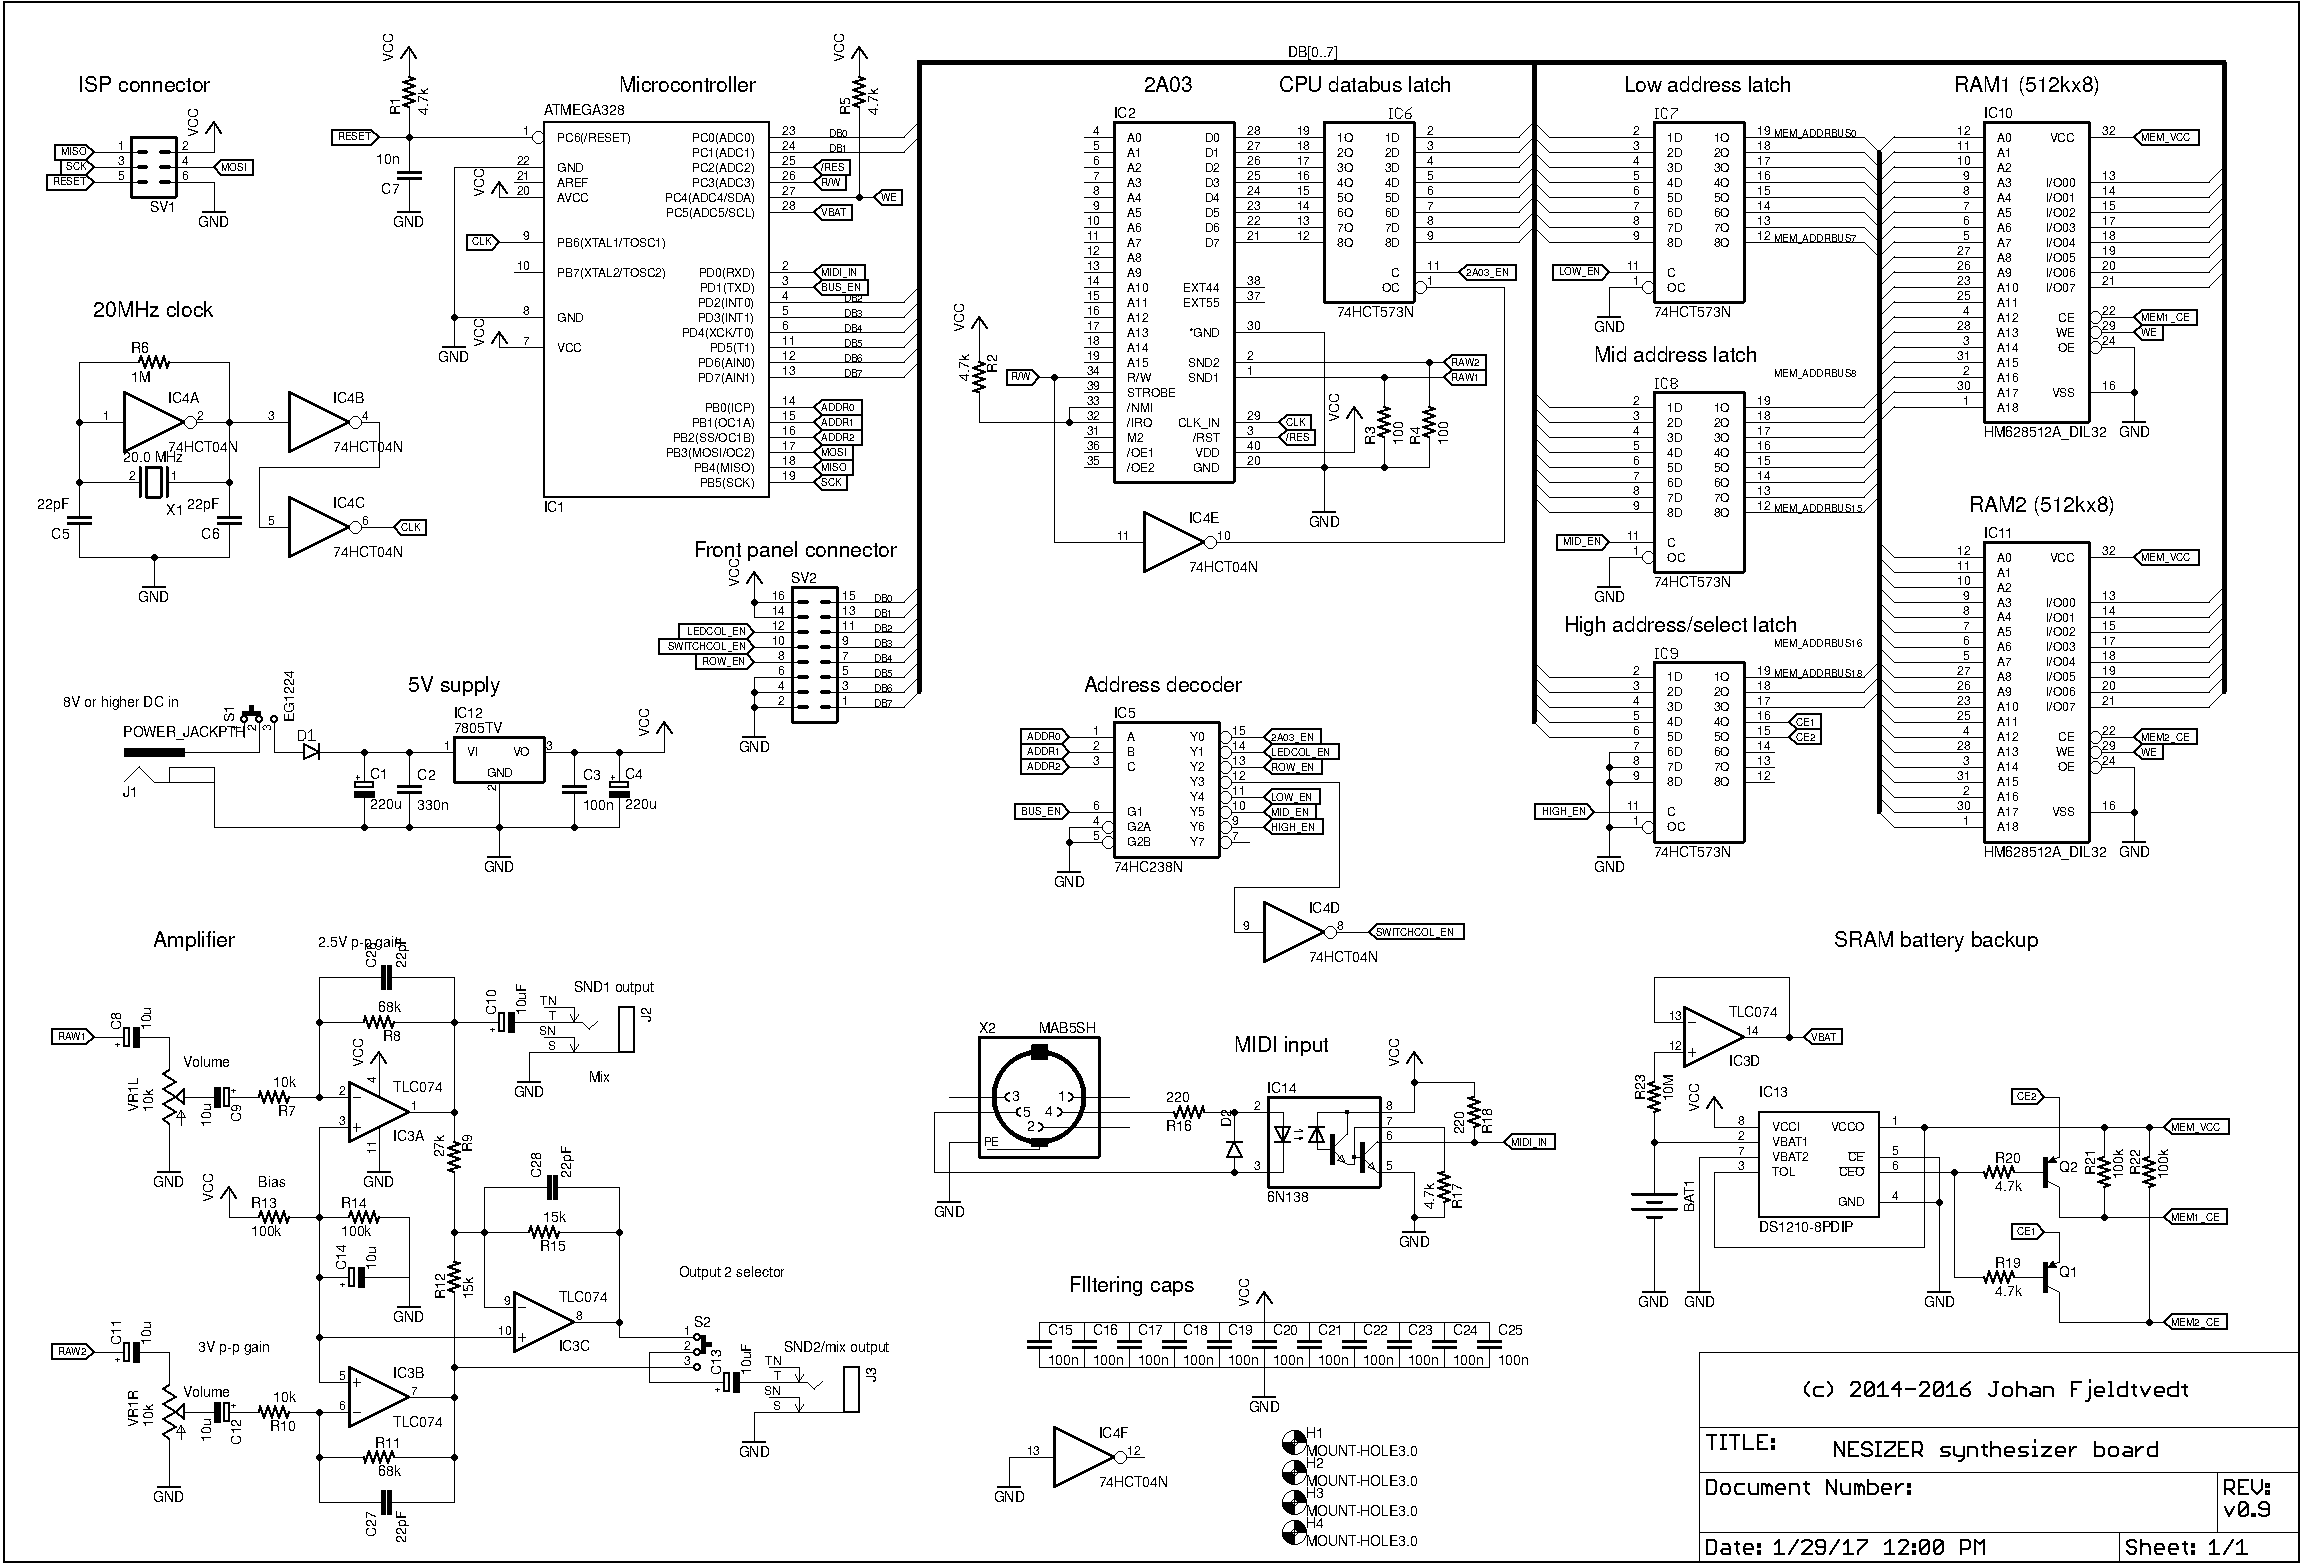 DB[0..7]
ISP connector
VCC
MISO 1 2
SCK 3 4 MOSI
RESET 5 6
SV1
GND
VCC
R1
4.7k
RESET
10n
C7
GND
Microcontroller
ATMEGA328
VCC
R5
4.7k
1 PC6(/RESET)
22 GND
21 AREF
20 AVCC
VCC
CLK 9 PB6(XTAL1/TOSC1)
10 PB7(XTAL2/TOSC2)
8 GND
7 VCC
VCC
GND
PC0(ADC0) 23 DB0
PC1(ADC1) 24 DB1
PC2(ADC2) 25 /RES
PC3(ADC3) 26 R/W
PC4(ADC4/SDA) 27 WE
PC5(ADC5/SCL) 28 VBAT
PD0(RXD) 2 MIDI_IN
PD1(TXD) 3 BUS_EN
PD2(INT0) 4 DB2
PD3(INT1) 5 DB3
PD4(XCK/T0) 6 DB4
PD5(T1) 11 DB5
PD6(AIN0) 12 DB6
PD7(AIN1) 13 DB7
PB0(ICP) 14 ADDR0
PB1(OC1A) 15 ADDR1
PB2(SS/OC1B) 16 ADDR2
PB3(MOSI/OC2) 17 MOSI
PB4(MISO) 18 MISO
PB5(SCK) 19 SCK
IC1
20MHz clock
R6
1M
IC4A
1 2
74HCT04N
20.0 MHz
2 1
X1
22pF
C5
22pF
C6
GND
IC4B
3 4
74HCT04N
IC4C
5 6 CLK
74HCT04N
Front panel connector
VCC
SV2
16 15 DB0
14 13 DB1
LEDCOL_EN 12 11 DB2
SWITCHCOL_EN 10 9 DB3
ROW_EN 8 7 DB4
6 5 DB5
4 3 DB6
2 1 DB7
GND
5V supply
8V or higher DC in
POWER_JACKPTH
J1
S1
1 2 3
EG1224
D1
C1
220u
C2
330n
IC12
7805TV
1 VI VO 3
GND
2
C3
100n
C4
220u
VCC
GND
2A03
IC2
4 A0
5 A1
6 A2
7 A3
8 A4
9 A5
10 A6
11 A7
12 A8
13 A9
14 A10
15 A11
16 A12
17 A13
18 A14
19 A15
34 R/W
39 STROBE
33 /NMI
32 /IRQ
31 M2
36 /OE1
35 /OE2
VCC
4.7k
R2
R/W
D0 28
D1 27
D2 26
D3 25
D4 24
D5 23
D6 22
D7 21
EXT44 38
EXT55 37
*GND 30
SND2 2 RAW2
SND1 1 RAW1
CLK_IN 29 CLK
/RST 3 /RES
VDD 40
GND 20
VCC
R3
100
R4
100
GND
IC4E
11 10
74HCT04N
CPU databus latch
IC6
19 1Q 1D 2
18 2Q 2D 3
17 3Q 3D 4
16 4Q 4D 5
15 5Q 5D 6
14 6Q 6D 7
13 7Q 7D 8
12 8Q 8D 9
C 11 2A03_EN
OC 1
74HCT573N
Low address latch
IC7
2 1D 1Q 19 MEM_ADDRBUS0
3 2D 2Q 18
4 3D 3Q 17
5 4D 4Q 16
6 5D 5Q 15
7 6D 6Q 14
8 7D 7Q 13
9 8D 8Q 12 MEM_ADDRBUS7
LOW_EN 11 C
1 OC
GND
74HCT573N
Mid address latch
MEM_ADDRBUS8
IC8
2 1D 1Q 19
3 2D 2Q 18
4 3D 3Q 17
5 4D 4Q 16
6 5D 5Q 15
7 6D 6Q 14
8 7D 7Q 13
9 8D 8Q 12 MEM_ADDRBUS15
MID_EN 11 C
1 OC
74HCT573N
GND
High address/select latch
MEM_ADDRBUS16
IC9
2 1D 1Q 19 MEM_ADDRBUS18
3 2D 2Q 18
4 3D 3Q 17
5 4D 4Q 16 CE1
6 5D 5Q 15 CE2
7 6D 6Q 14
8 7D 7Q 13
9 8D 8Q 12
HIGH_EN 11 C
1 OC
74HCT573N
GND
RAM1 (512kx8)
IC10
12 A0 VCC 32 MEM_VCC
11 A1
10 A2
9 A3 I/O00 13
8 A4 I/O01 14
7 A5 I/O02 15
6 A6 I/O03 17
5 A7 I/O04 18
27 A8 I/O05 19
26 A9 I/O06 20
23 A10 I/O07 21
25 A11
4 A12 CE 22 MEM1_CE
28 A13 WE 29 WE
3 A14 OE 24
31 A15
2 A16
30 A17 VSS 16
1 A18
HM628512A_DIL32 GND
RAM2 (512kx8)
IC11
12 A0 VCC 32 MEM_VCC
11 A1
10 A2
9 A3 I/O00 13
8 A4 I/O01 14
7 A5 I/O02 15
6 A6 I/O03 17
5 A7 I/O04 18
27 A8 I/O05 19
26 A9 I/O06 20
23 A10 I/O07 21
25 A11
4 A12 CE 22 MEM2_CE
28 A13 WE 29 WE
3 A14 OE 24
31 A15
2 A16
30 A17 VSS 16
1 A18
HM628512A_DIL32 GND
Address decoder
IC5
ADDR0 1 A Y0 15 2A03_EN
ADDR1 2 B Y1 14 LEDCOL_EN
ADDR2 3 C Y2 13 ROW_EN
Y3 12
Y4 11 LOW_EN
BUS_EN 6 G1 Y5 10 MID_EN
4 G2A Y6 9 HIGH_EN
5 G2B Y7 7
74HC238N
GND
IC4D
9 8 SWITCHCOL_EN
74HCT04N
Amplifier
2.5V p-p gain
C26
22pF
68k
R8
RAW1
C8
10u
Volume
VR1L
10k
10u
C9
10k
R7
GND
VCC
4
TLC074
2 1
3
11
IC3A
GND
C10
10uF
SND1 output
TN
T
SN
S
J2
Mix
GND
27k
R9
Bias
VCC
R13
100k
R14
100k
C14
10u
GND
C28
22pF
15k
R15
R12
15k
TLC074
9 8
10
IC3C
RAW2
C11
10u
3V p-p gain
Volume
VR1R
10k
10u
C12
10k
R10
GND
IC3B
5 7
6
TLC074
R11
68k
C27
22pF
Output 2 selector
S2
1
2
3
C13
10uF
SND2/mix output
TN
T
SN
S
J3
GND
MIDI input
X2 MAB5SH
3 1
5 4
2
PE
GND
220
R16
D2
IC14
2 8
7
6
3 5
6N138
VCC
220
R18
MIDI_IN
4.7k
R17
GND
FIltering caps
VCC
C15 C16 C17 C18 C19 C20 C21 C22 C23 C24 C25
100n 100n 100n 100n 100n 100n 100n 100n 100n 100n 100n
GND
IC4F
13 12
74HCT04N
GND
H1
MOUNT-HOLE3.0
H2
MOUNT-HOLE3.0
H3
MOUNT-HOLE3.0
H4
MOUNT-HOLE3.0
SRAM battery backup
13 TLC074
14 VBAT
12
IC3D
R23
10M
VCC
IC13
8 VCCI VCCO 1
2 VBAT1
7 VBAT2 CE 5
3 TOL CEO 6
GND 4
DS1210-8PDIP
BAT1
GND GND GND
CE2
R20
4.7k
Q2
R21
100k
R22
100k
MEM_VCC
MEM1_CE
CE1
R19
4.7k
Q1
MEM2_CE
(c) 2014-2016 Johan Fjeldtvedt
TITLE: NESIZER synthesizer board
Document Number:
REV:
v0.9
Date: 1/29/17 12:00 PM
Sheet: 1/1